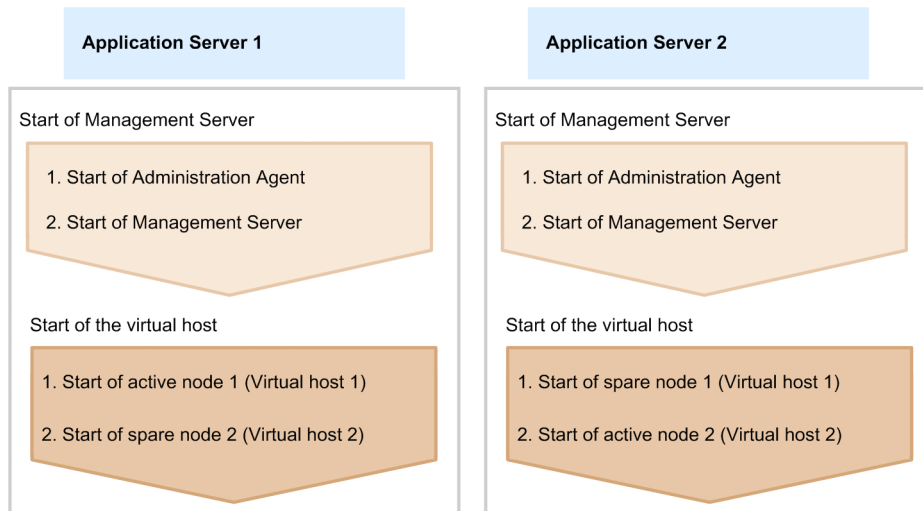 Application Server 1
Start of Management Server
1. Start of Administration Agent
2. Start of Management Server
Start of the virtual host
1. Start of active node 1 (Virtual host 1)
2. Start of spare node 2 (Virtual host 2)
Application Server 2
Start of Management Server
1. Start of Administration Agent
2. Start of Management Server
Start of the virtual host
1. Start of spare node 1 (Virtual host 1)
2. Start of active node 2 (Virtual host 2)